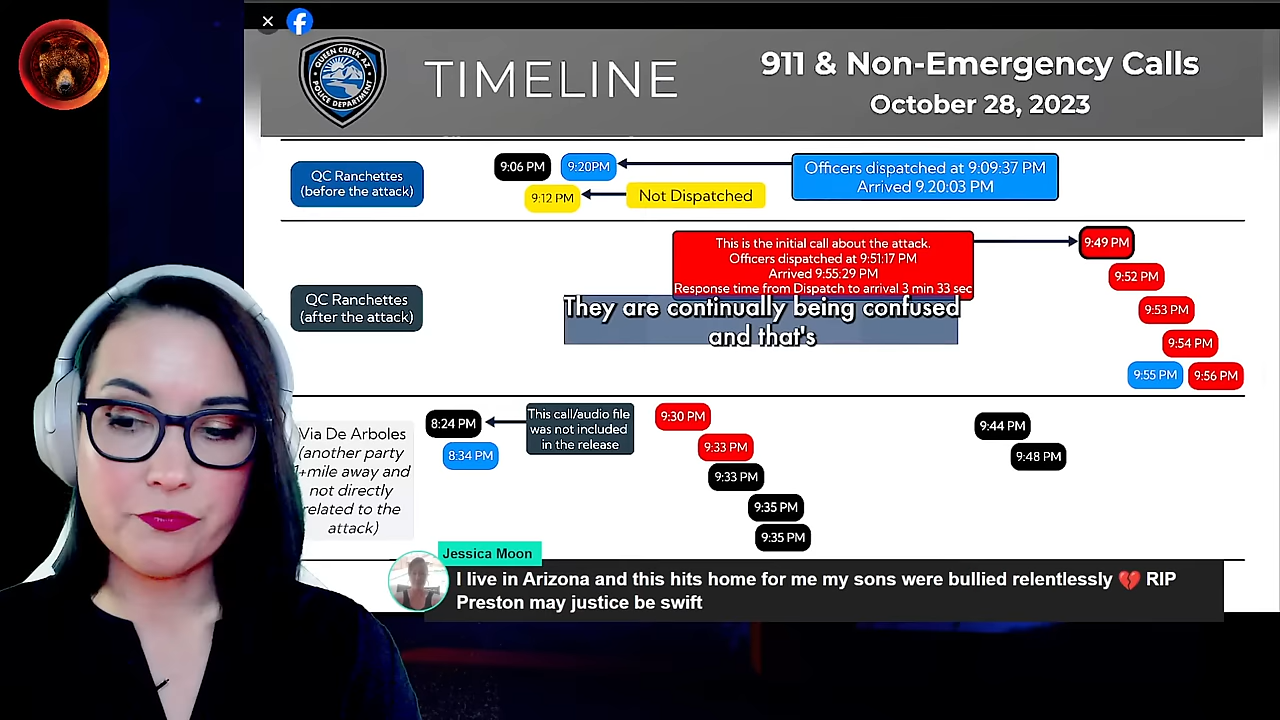 ×
QUEEN CREEK AZ
POLICE DEPARTMENT
TIMELINE
911 & Non-Emergency Calls
October 28, 2023
QC Ranchettes
(before the attack)
9:06 PM
9:20PM
Officers dispatched at 9:09:37 PM
Arrived 9.20:03 PM
9:12 PM
Not Dispatched
QC Ranchettes
(after the attack)
This is the initial call about the attack.
Officers dispatched at 9:51:17 PM
Arrived 9:55:29 PM
Response time from Dispatch to arrival 3 min 33 sec
9:49 PM
9:52 PM
9:53 PM
9:54 PM
9:55 PM
9:56 PM
They are continually being confused
and that's
Via De Arboles
(another party
1+mile away and
not directly
related to the
attack)
8:24 PM
This call/audio file
was not included
in the release
8:34 PM
9:30 PM
9:33 PM
9:33 PM
9:35 PM
9:35 PM
9:44 PM
9:48 PM
Jessica Moon
I live in Arizona and this hits home for me my sons were bullied relentlessly 💔 RIP
Preston may justice be swift